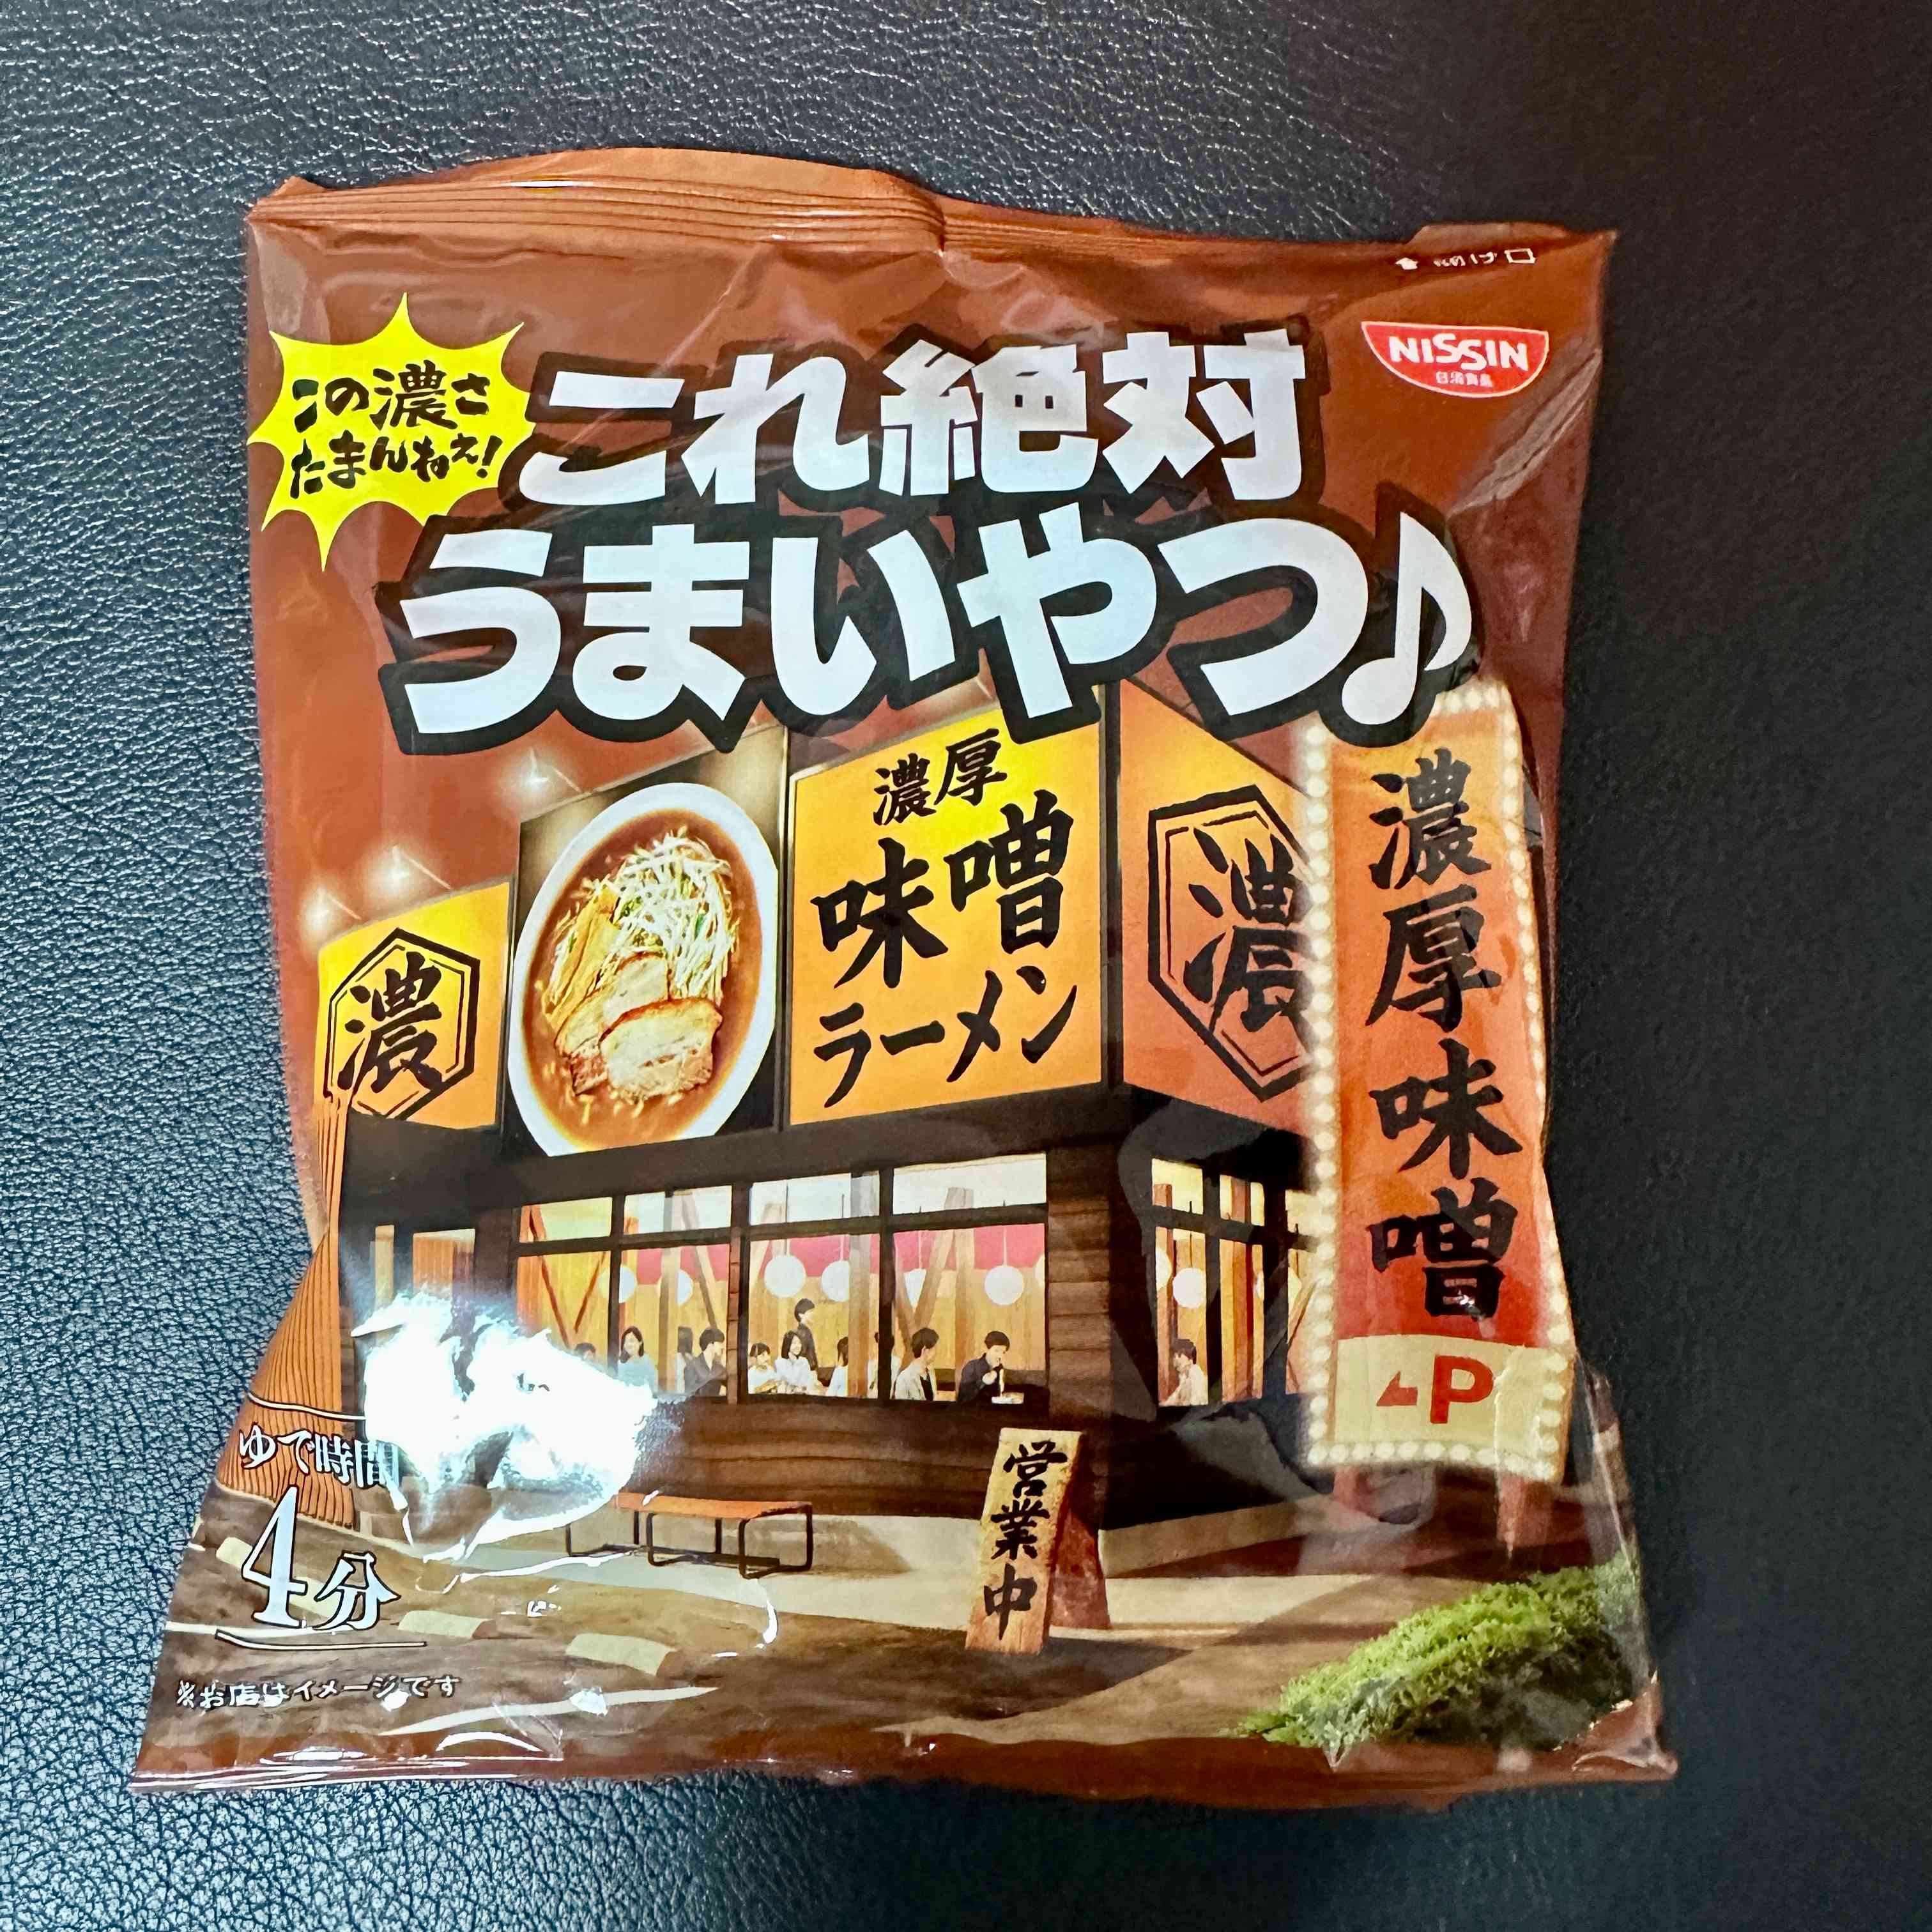 あけ口
NISSIN
日清食品
この濃さ
たまんねぇ!
これ絶対
うまいやつ♪
濃厚
味噌
ラーメン
濃
濃
濃厚味噌
P
営業中
ゆで時間
4分
※お店はイメージです